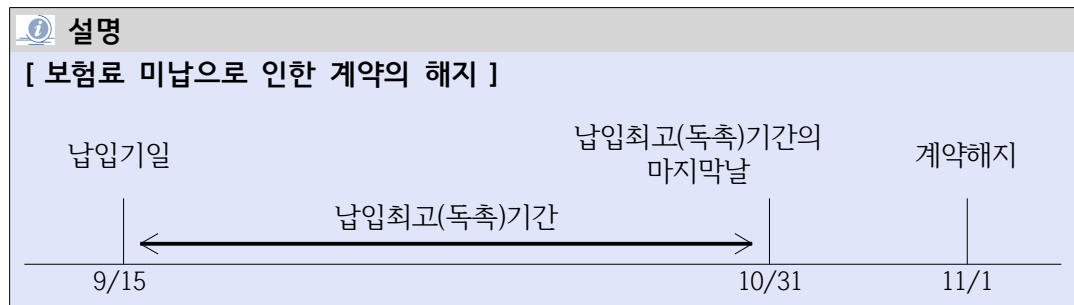 설명
[ 보험료 미납으로 인한 계약의 해지 ]
납입기일
납입최고(독촉)기간의
마지막날
계약해지
납입최고(독촉)기간
9/15
10/31
11/1